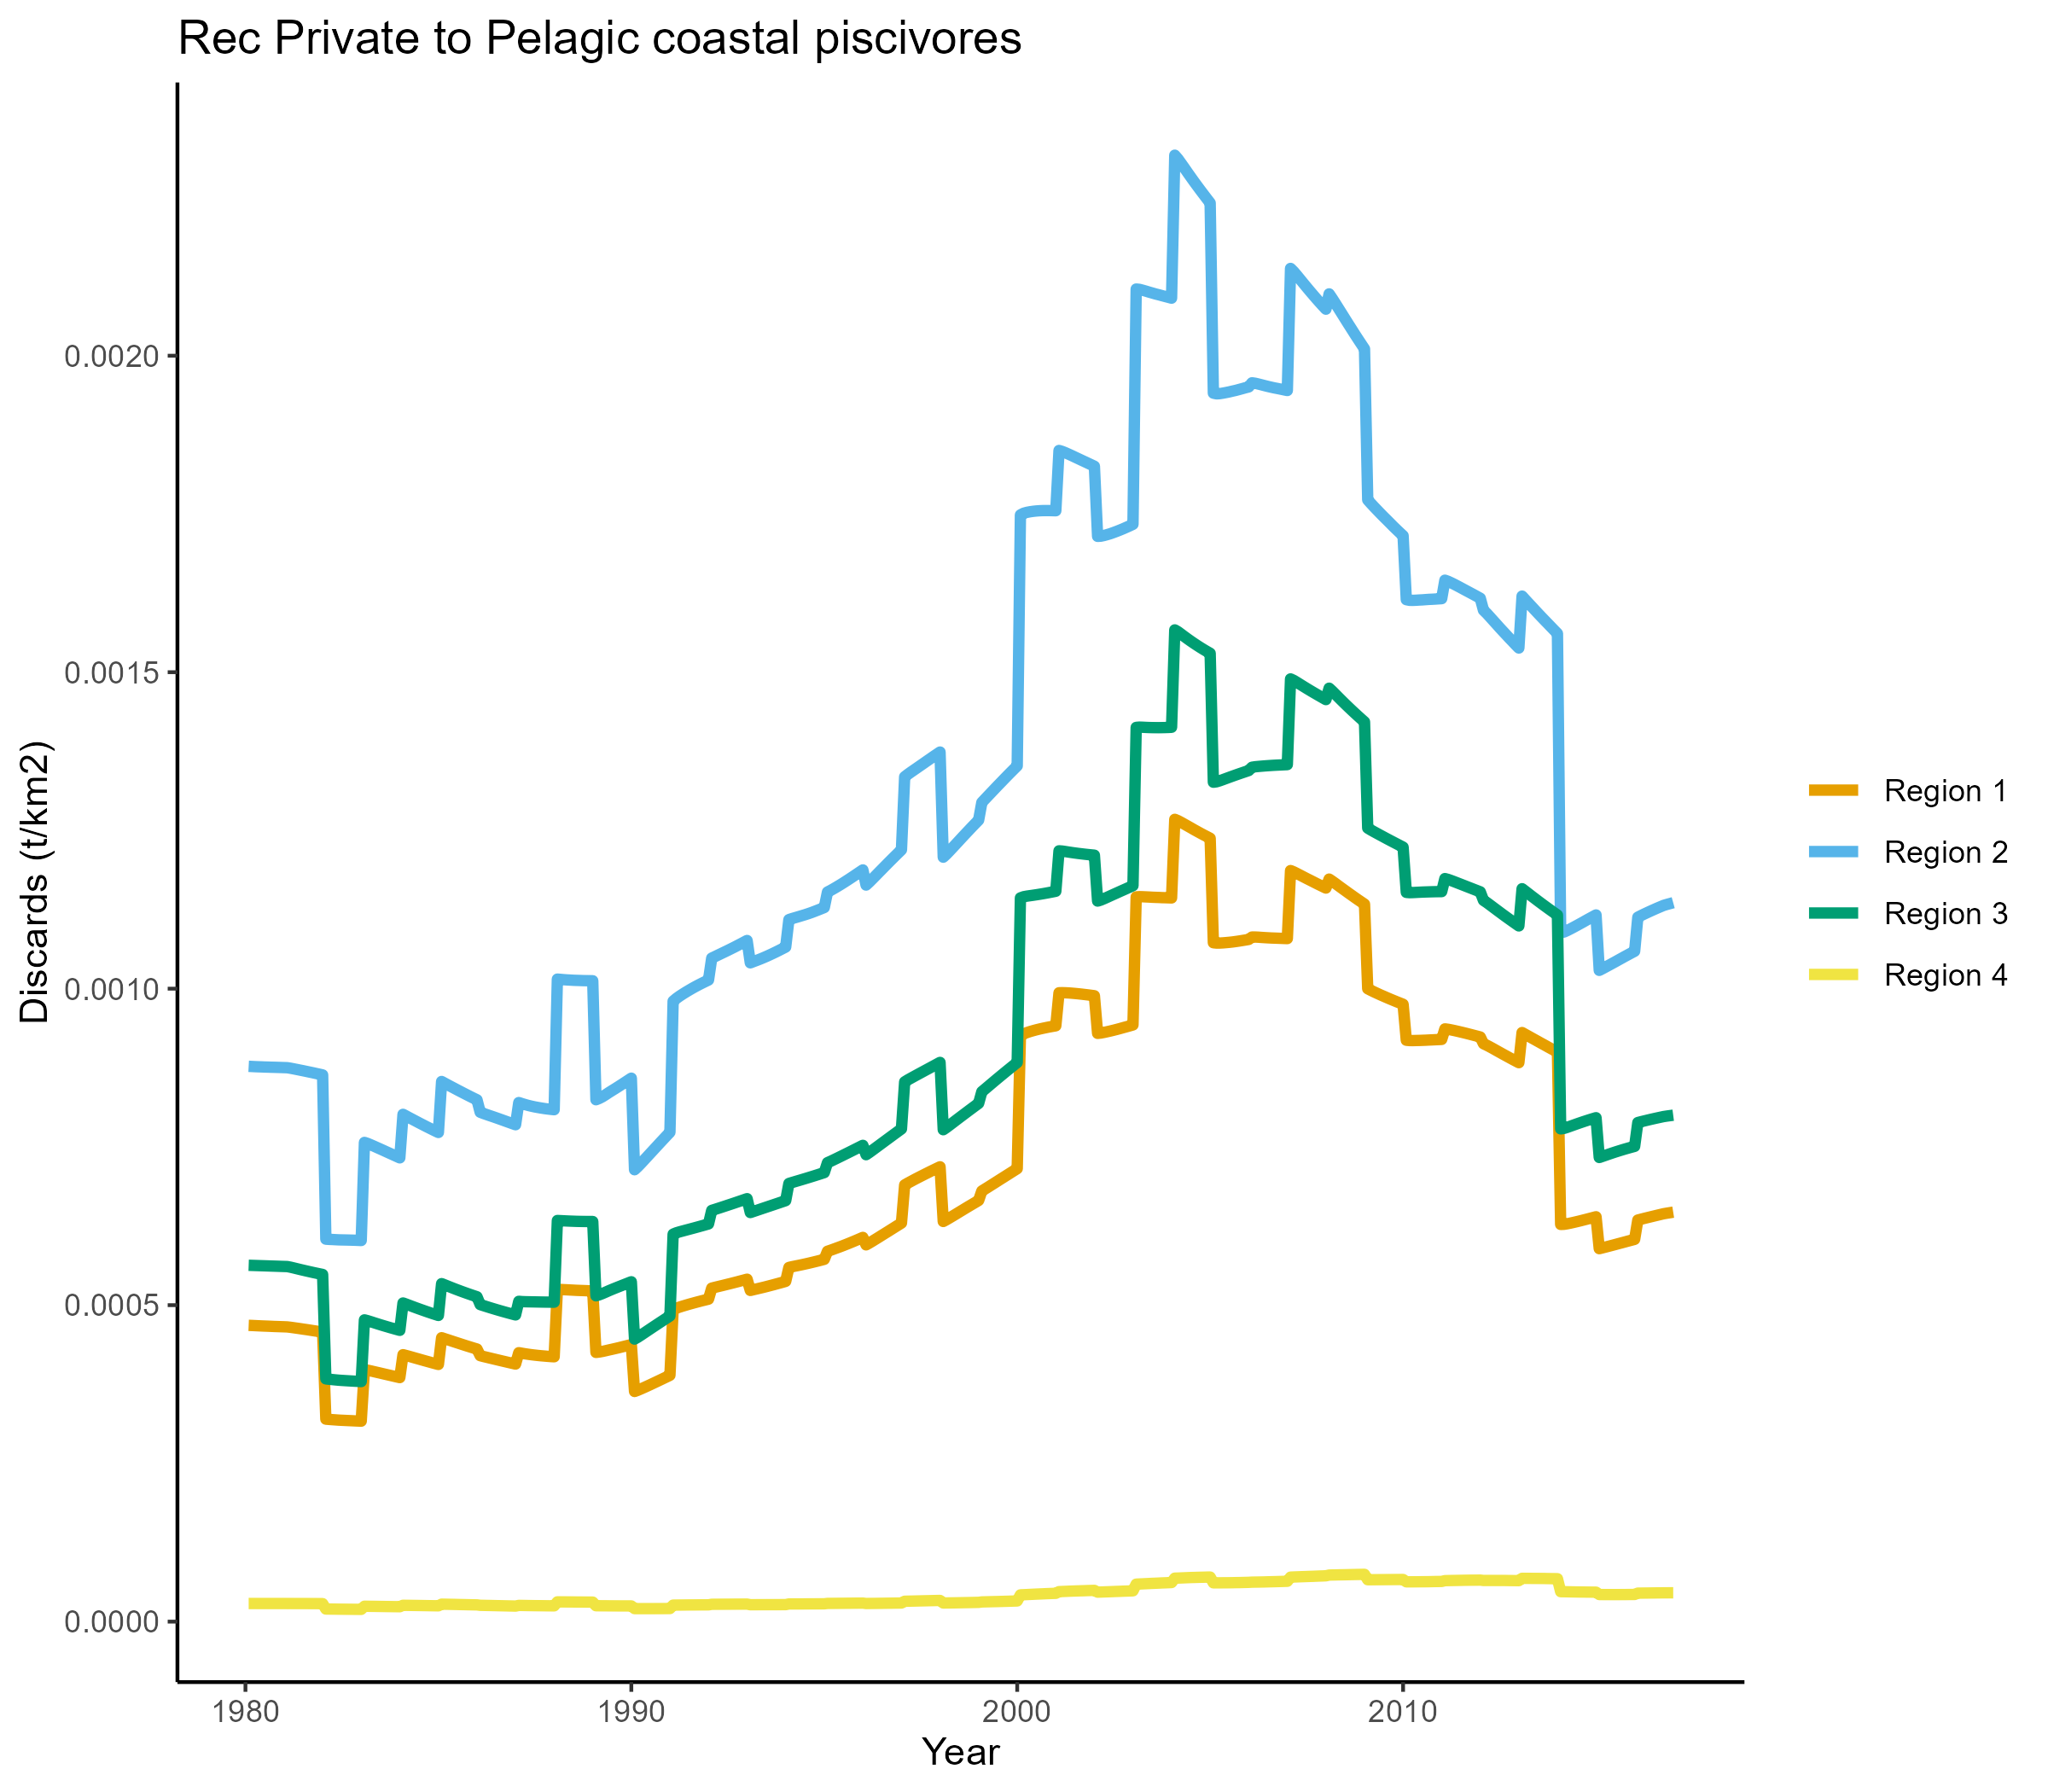 Rec Private to Pelagic coastal piscivores
Discards (t/km2)
0.0020
0.0015
0.0010
0.0005
0.0000
1980
1990
2000
2010
Year
Region 1
Region 2
Region 3
Region 4